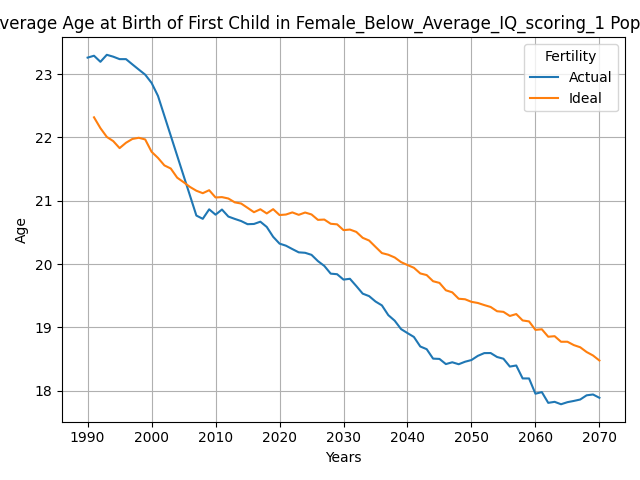 verage Age at Birth of First Child in Female_Below_Average_IQ_scoring_1 Pop
Fertility
Actual
Ideal
23
22
21
20
19
18
Age
1990 2000 2010 2020 2030 2040 2050 2060 2070
Years